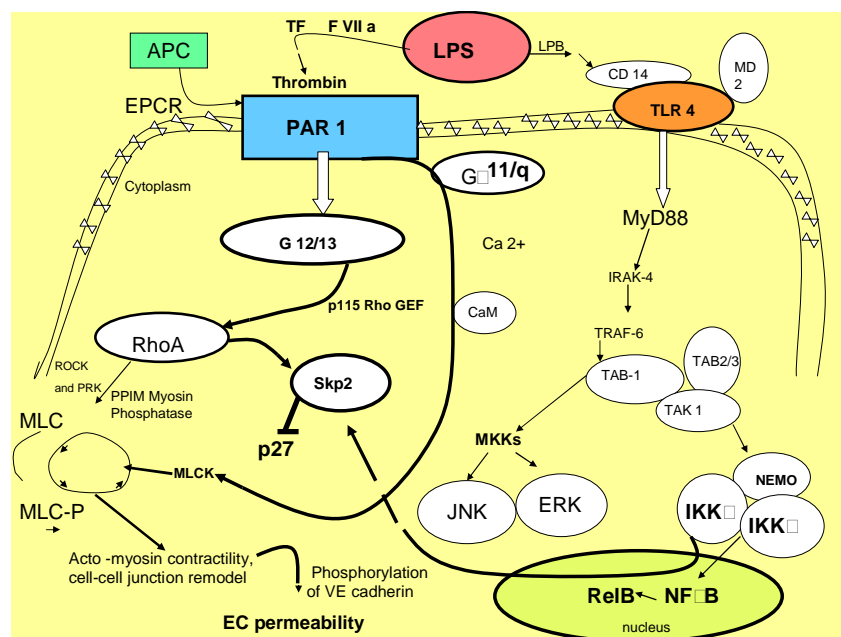 TF F VII a
LPS
LPB
APC
CD 14
MD
2
Thrombin
EPCR
PAR 1
TLR 4
Cytoplasm
G□11/q
MyD88
G 12/13
Ca 2+
IRAK-4
p115 Rho GEF
CaM
RhoA
TRAF-6
TAB2/3
ROCK
and PRK
TAB-1
Skp2
PPIM Myosin
Phosphatase
TAK 1
MLC
p27
MKKs
MLCK
NEMO
MLC-P
JNK
ERK
IKK□
IKK□
Acto -myosin contractility,
cell-cell junction remodel
Phosphorylation
of VE cadherin
RelB
NF□B
EC permeability
nucleus